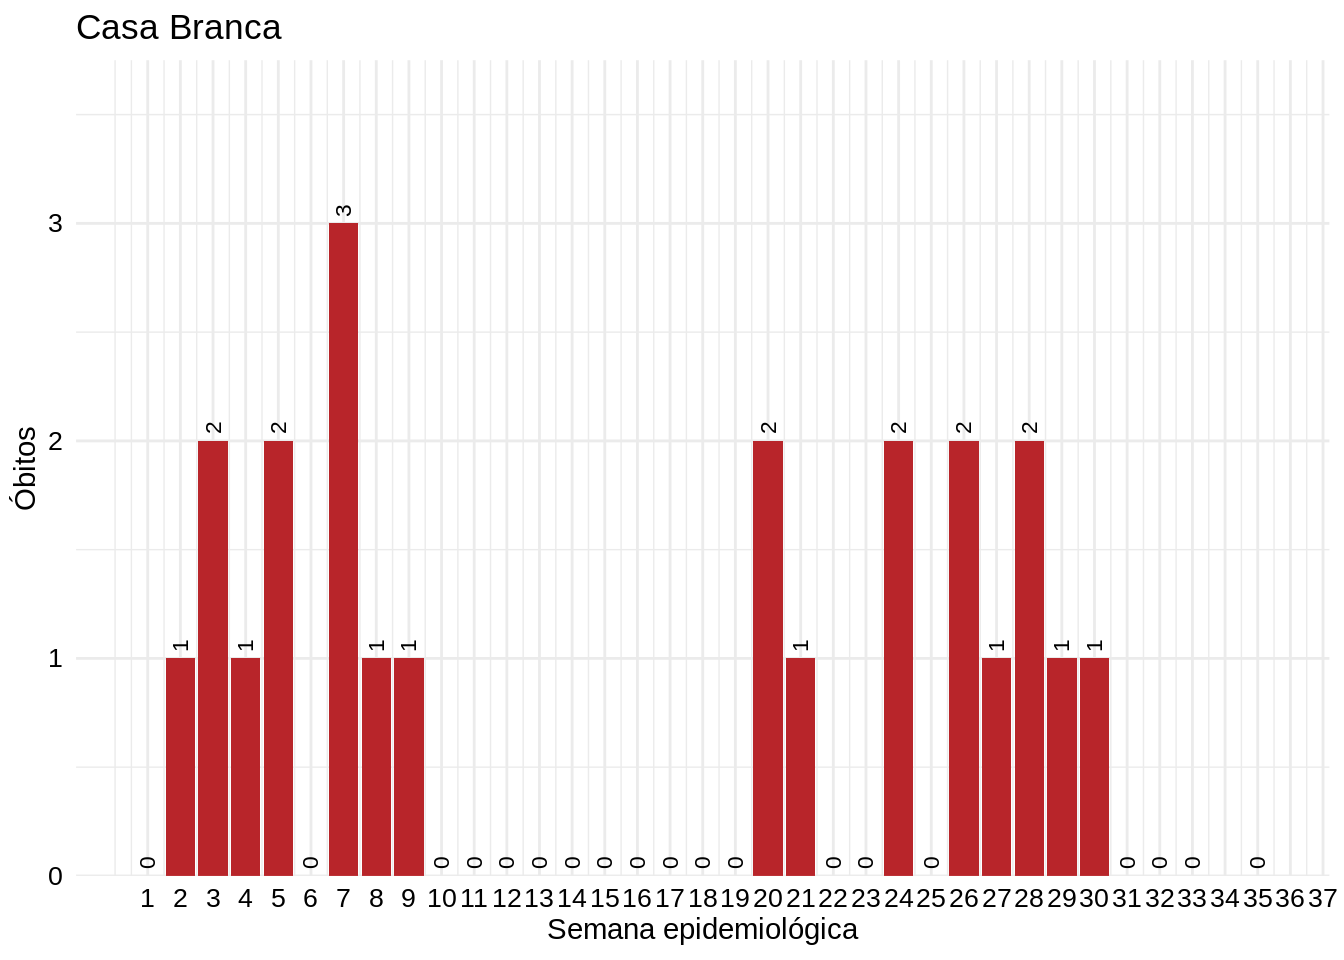 Casa Branca
Óbitos
3
2
1
0
0 1 2 1 2 0 3 1 1 0 0 0 0 0 0 0 0 0 0 2 1 0 0 2 0 2 1 2 1 1 0 0 0 0
1 2 3 4 5 6 7 8 9 10 11 12 13 14 15 16 17 18 19 20 21 22 23 24 25 26 27 28 29 30 31 32 33 34 35 36 37
Semana epidemiológica